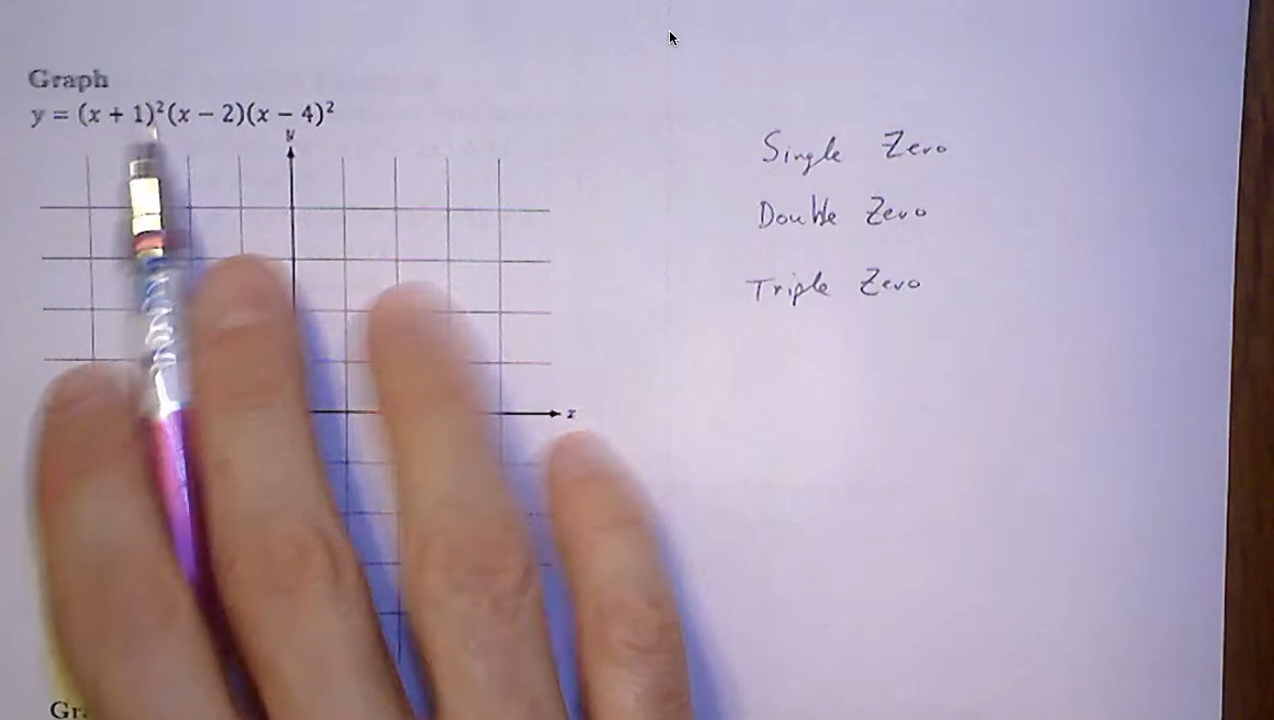 Graph
y = (x + 1)²(x − 2)(x − 4)²
y
Single Zero
Double Zero
Triple Zero
x